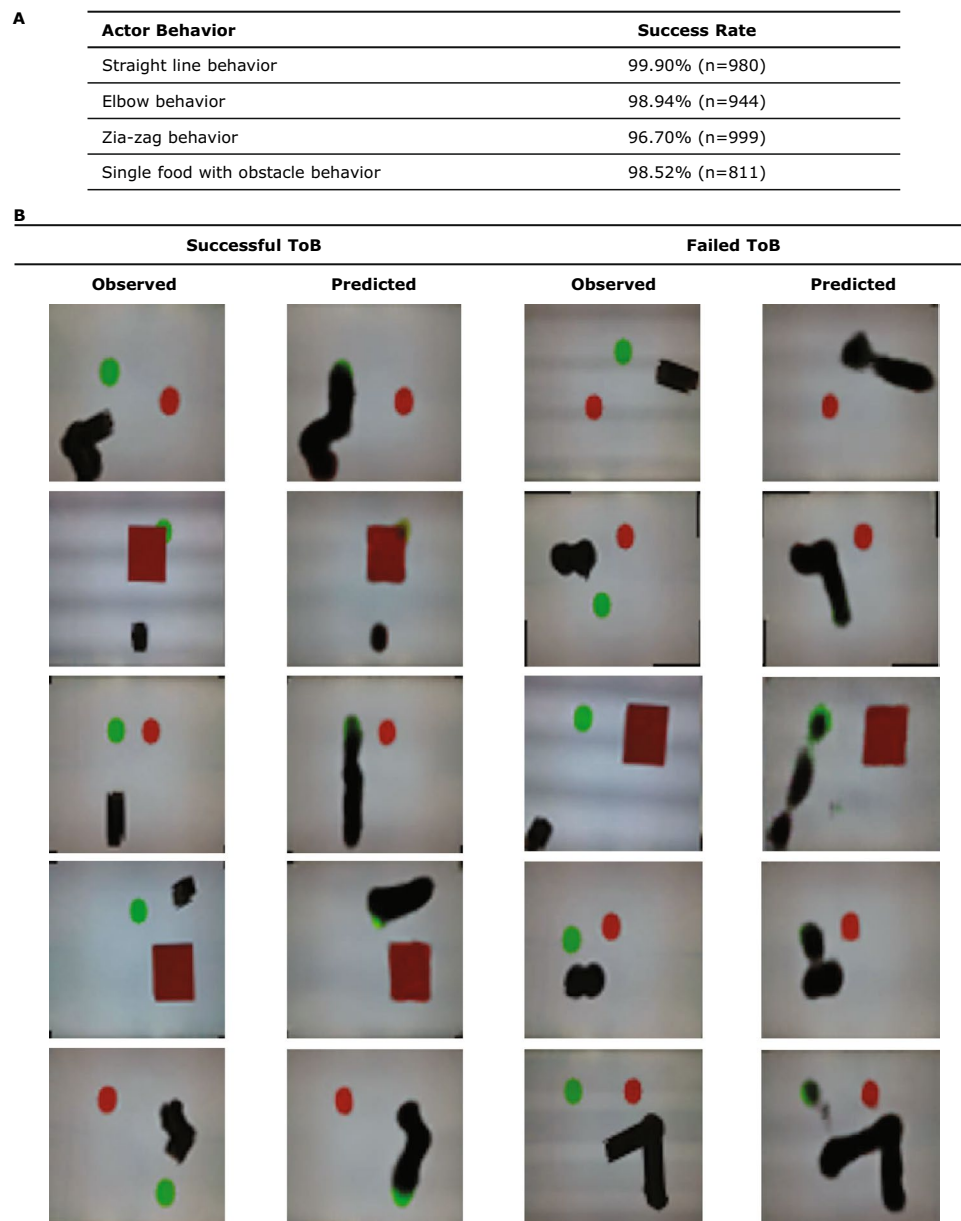 A
Actor Behavior Success Rate
Straight line behavior 99.90% (n=980)
Elbow behavior 98.94% (n=944)
Zia-zag behavior 96.70% (n=999)
Single food with obstacle behavior 98.52% (n=811)
B
Successful ToB Failed ToB
Observed Predicted Observed Predicted